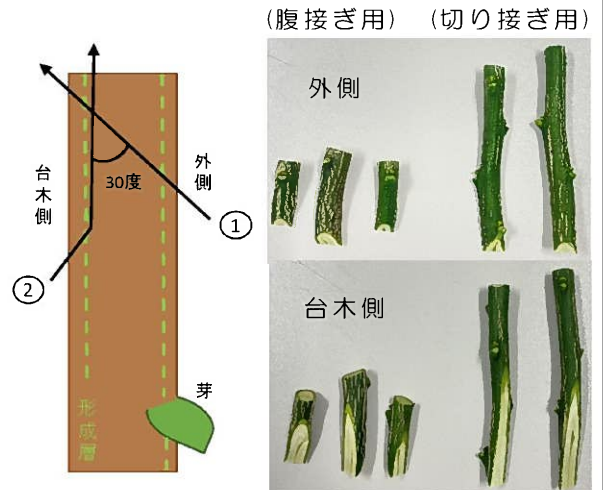 (腹接ぎ用) (切り接ぎ用)
外側
台木側
30度
外側
①
②
芽
形成層
台木側